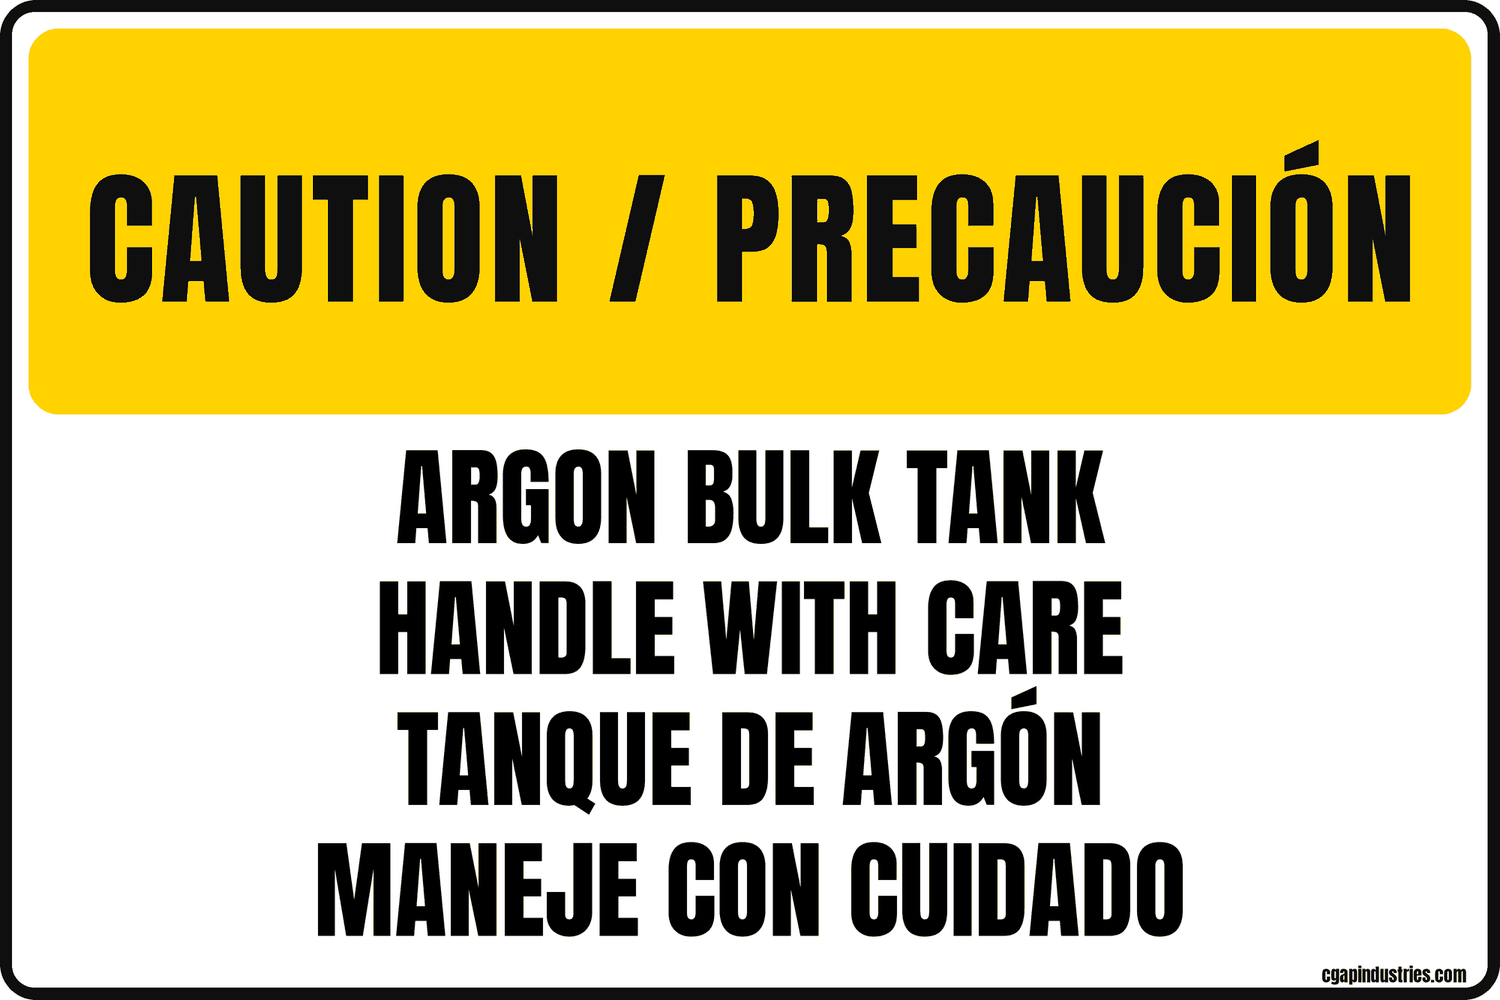 CAUTION / PRECAUCIÓN
ARGON BULK TANK
HANDLE WITH CARE
TANQUE DE ARGÓN
MANEJE CON CUIDADO
cgapindustries.com